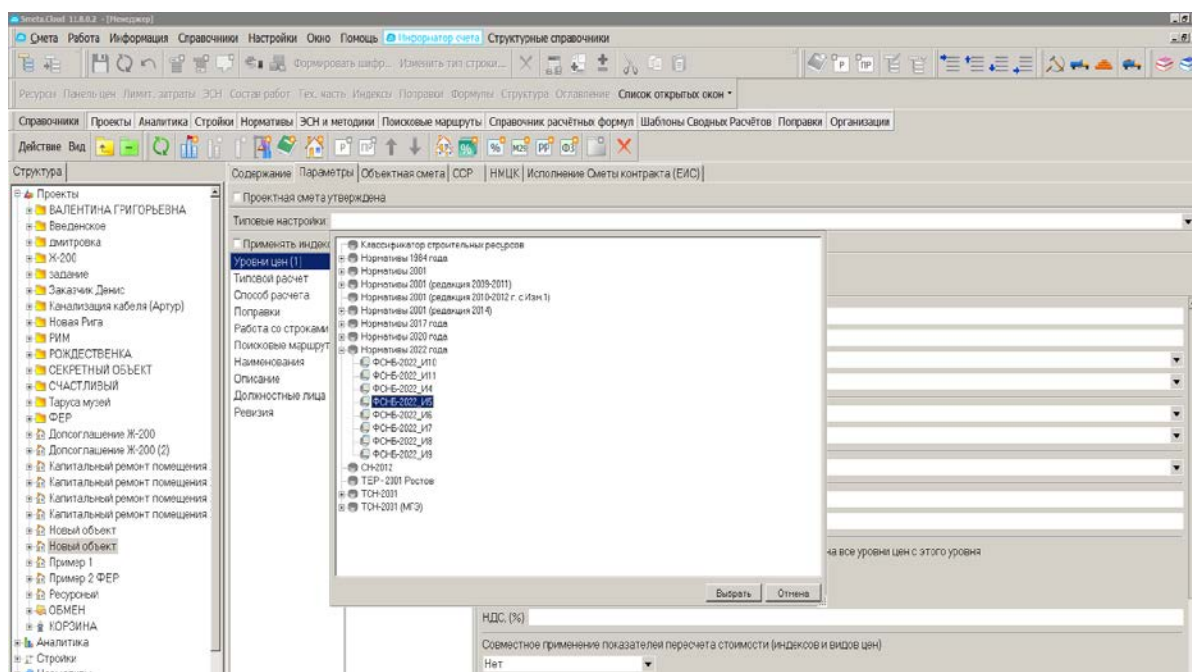 Smeta.Cloud 11.8.0.2 - [Менеджер]
Смета Работа Информация Справочники Настройки Окно Помощь Информатор счета Структурные справочники
Формировать шифр... Изменить тип строки...
Ресурсы Панель цен Лимит. затраты ЭСН Состав работ Тех. часть Индексы Поправки Формулы Структура Оглавление Список открытых окон
Справочники Проекты Аналитика Стройки Нормативы ЭСН и методики Поисковые маршруты Справочник расчётных формул Шаблоны Сводных Расчётов Поправки Организации
Действие Вид
Структура
Содержание Параметры Объектная смета ССР НМЦК Исполнение Сметы контракта (ЕИС)
Проекты
ВАЛЕНТИНА ГРИГОРЬЕВНА
Введенское
дмитровка
Ж-200
задание
Заказчик Денис
Канализация кабеля (Артур)
Новая Рига
РИМ
РОЖДЕСТВЕНКА
СЕКРЕТНЫЙ ОБЪЕКТ
СЧАСТЛИВЫЙ
Таруса музей
ФЕР
Допсоглашение Ж-200
Допсоглашение Ж-200 (2)
Капитальный ремонт помещения
Капитальный ремонт помещения
Капитальный ремонт помещения
Капитальный ремонт помещения
Новый объект
Новый объект
Пример 1
Пример 2 ФЕР
Ресурсный
ОБМЕН
КОРЗИНА
Аналитика
Стройки
Проектная смета утверждена
Типовые настройки:
Применять индекс
Уровни цен (1)
Типовой расчет
Способ расчета
Поправки
Работа со строками
Поисковые маршрут
Наименования
Описание
Должностные лица
Ревизия
Классификатор строительных ресурсов
Нормативы 1984 года
Нормативы 2001
Нормативы 2001 (редакция 2009-2011)
Нормативы 2001 (редакция 2010-2012 г. с Изм 1)
Нормативы 2001 (редакция 2014)
Нормативы 2017 года
Нормативы 2020 года
Нормативы 2022 года
ФСНБ-2022_И10
ФСНБ-2022_И11
ФСНБ-2022_И4
ФСНБ-2022_И5
ФСНБ-2022_И6
ФСНБ-2022_И7
ФСНБ-2022_И8
ФСНБ-2022_И9
СН-2012
ТЕР-2001 Ростов
ТСН-2001
ТСН-2001 (МГЭ)
Выбрать Отмена
на все уровни цен с этого уровня
НДС, (%)
Совместное применение показателей пересчета стоимости (индексов и видов цен)
Нет